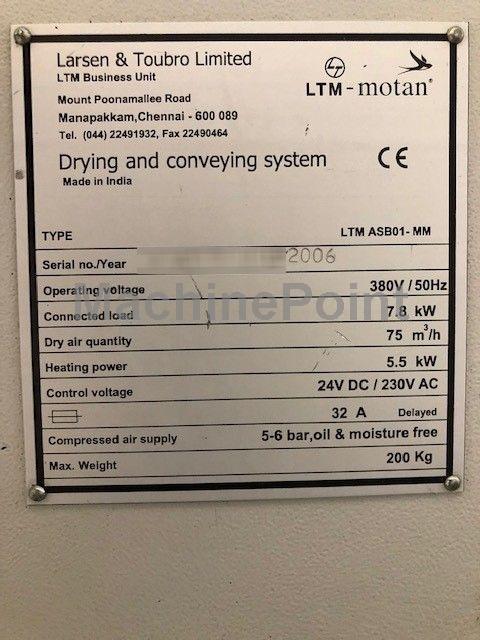 Larsen & Toubro Limited
LTM Business Unit
Mount Poonamallee Road
Manapakkam,Chennai - 600 089
Tel. (044) 22491932, Fax 22490464
LTM-motan®
Drying and conveying system CE
Made in India
TYPE LTM ASB01- MM
Serial no./Year /2006
Operating voltage 380V / 50Hz
MachinePoint
Connected load 7.8 kW
Dry air quantity 75 m³/h
Heating power 5.5 kW
Control voltage 24V DC / 230V AC
32 A Delayed
Compressed air supply 5-6 bar,oil & moisture free
Max. Weight 200 Kg